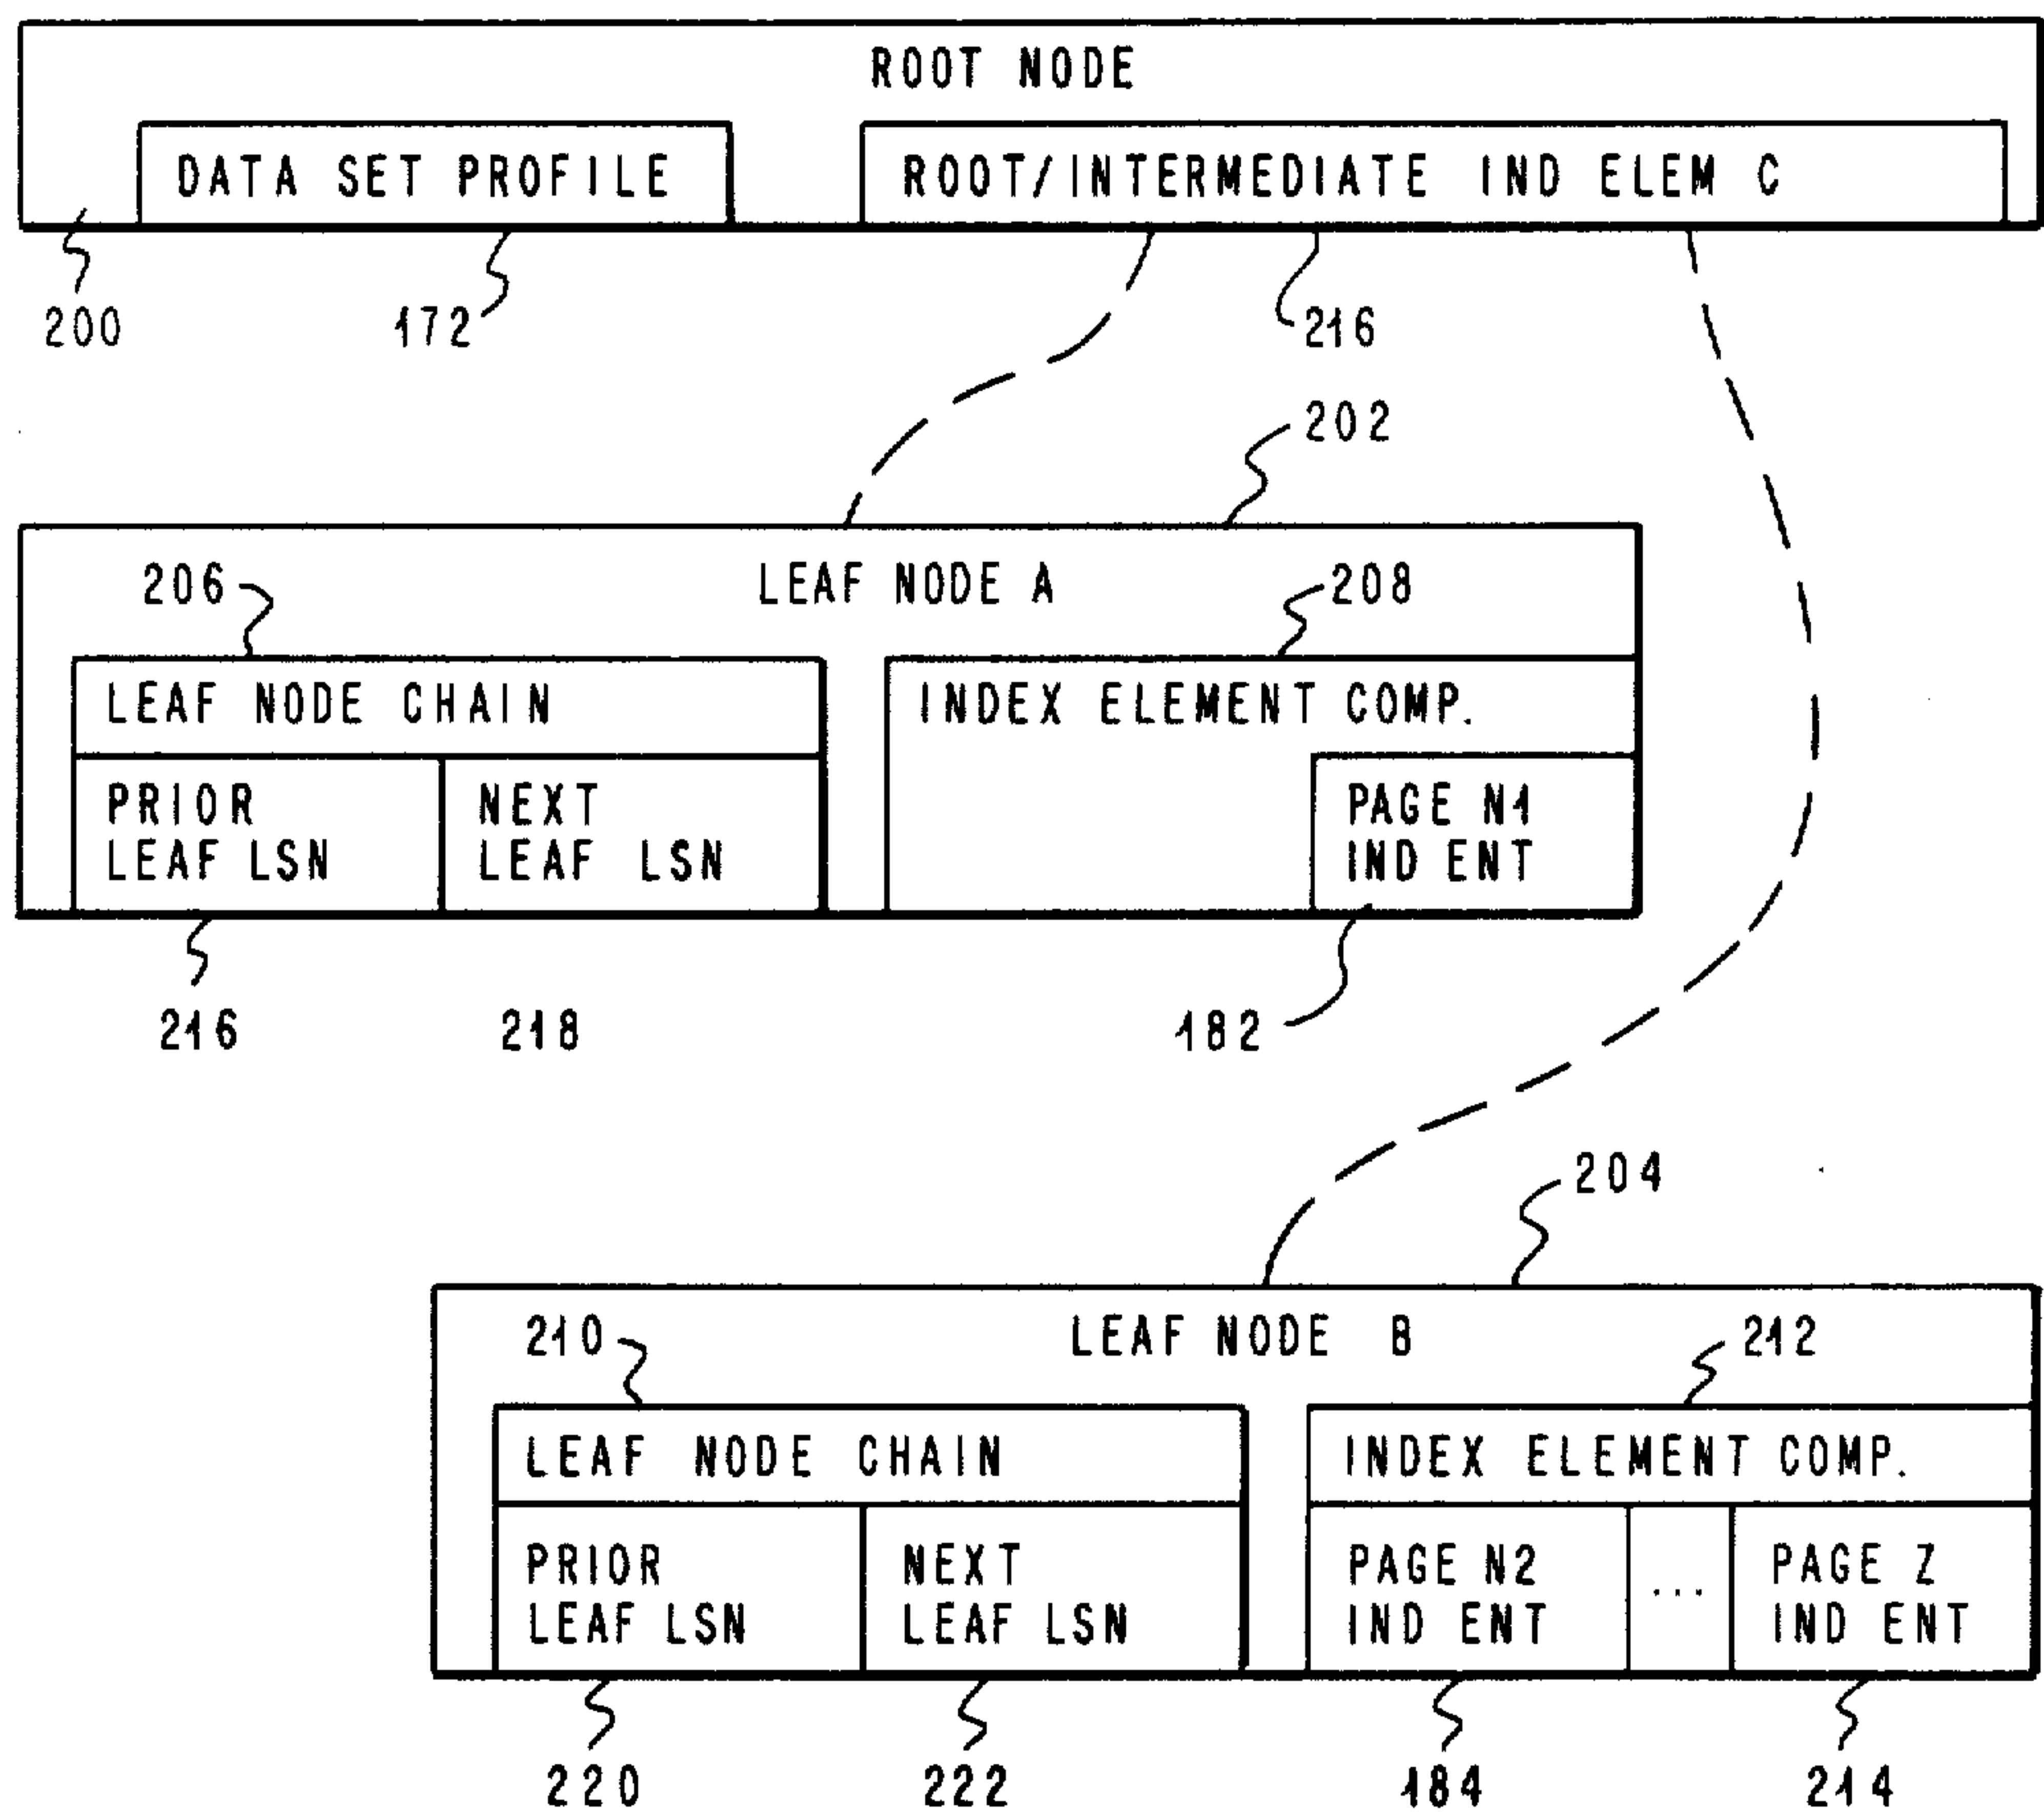 ROOT NODE
DATA SET PROFILE
ROOT/INTERMEDIATE IND ELEM C
200
172
216
202
206
LEAF NODE A
208
LEAF NODE CHAIN
INDEX ELEMENT COMP.
PRIOR
LEAF LSN
NEXT
LEAF LSN
PAGE N1
IND ENT
216
218
182
204
210
LEAF NODE B
212
LEAF NODE CHAIN
INDEX ELEMENT COMP.
PRIOR
LEAF LSN
NEXT
LEAF LSN
PAGE N2
IND ENT
...
PAGE Z
IND ENT
220
222
184
214